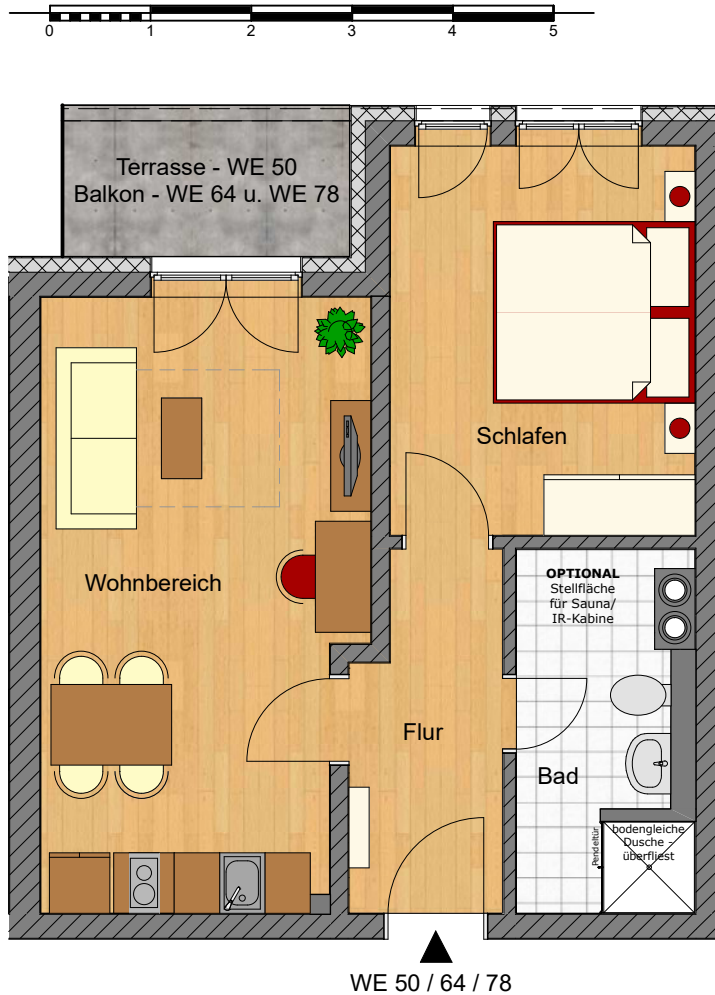 0 1 2 3 4 5
Terrasse - WE 50
Balkon - WE 64 u. WE 78
Schlafen
Wohnbereich
OPTIONAL
Stellfläche
für Sauna/
IR-Kabine
Flur
Bad
Pendeltür
bodengleiche
Dusche -
überfliest
WE 50 / 64 / 78